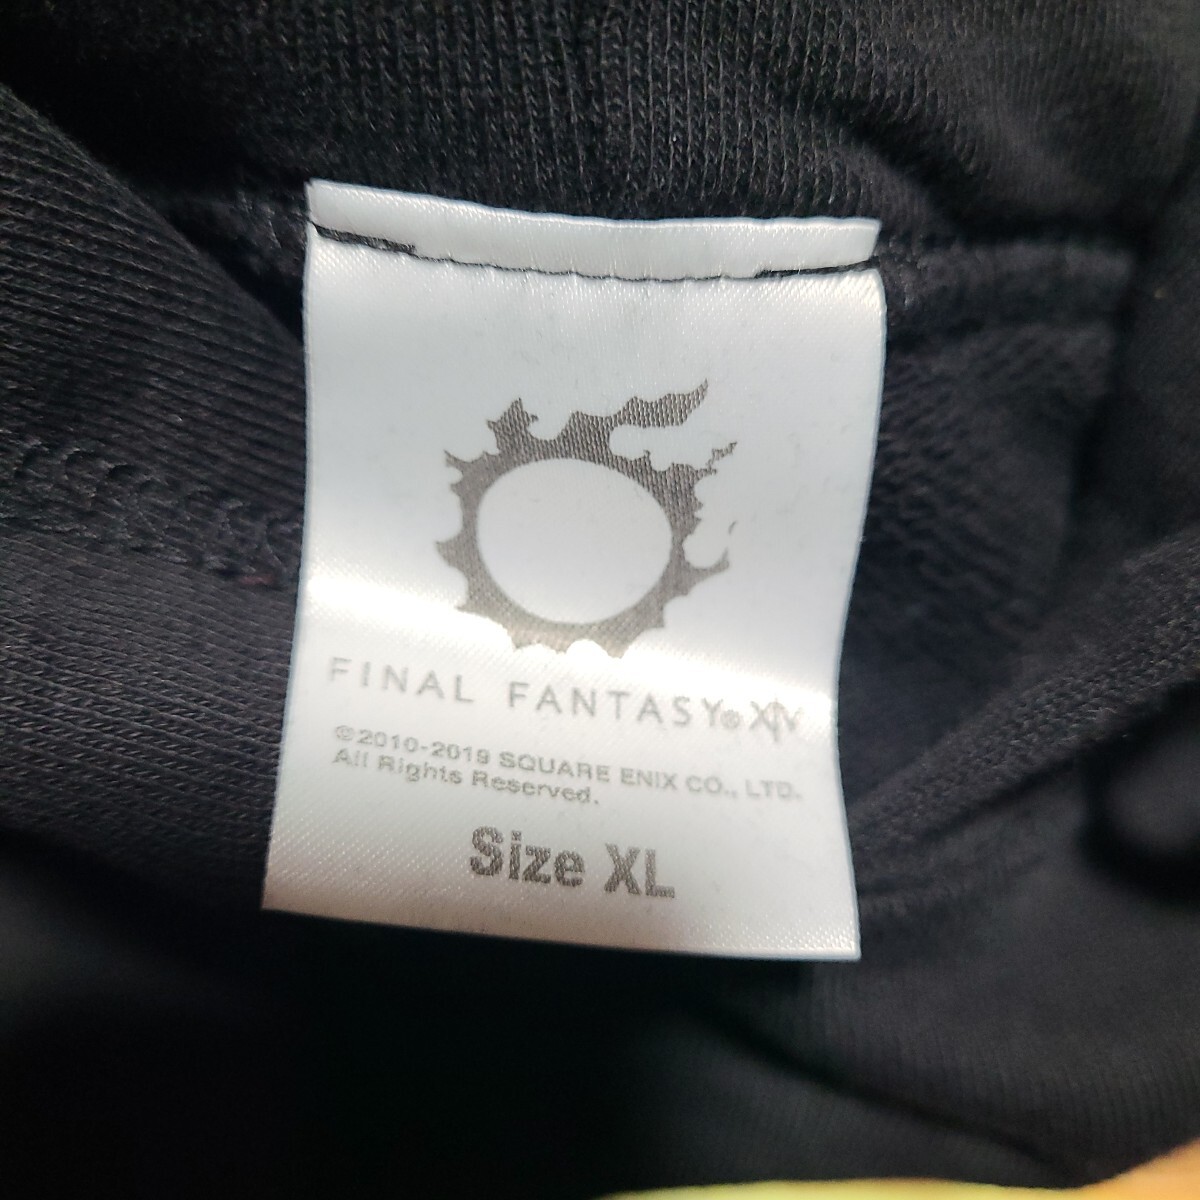 FINAL FANTASY® XIV
©2010-2019 SQUARE ENIX CO., LTD.
All Rights Reserved.
Size XL